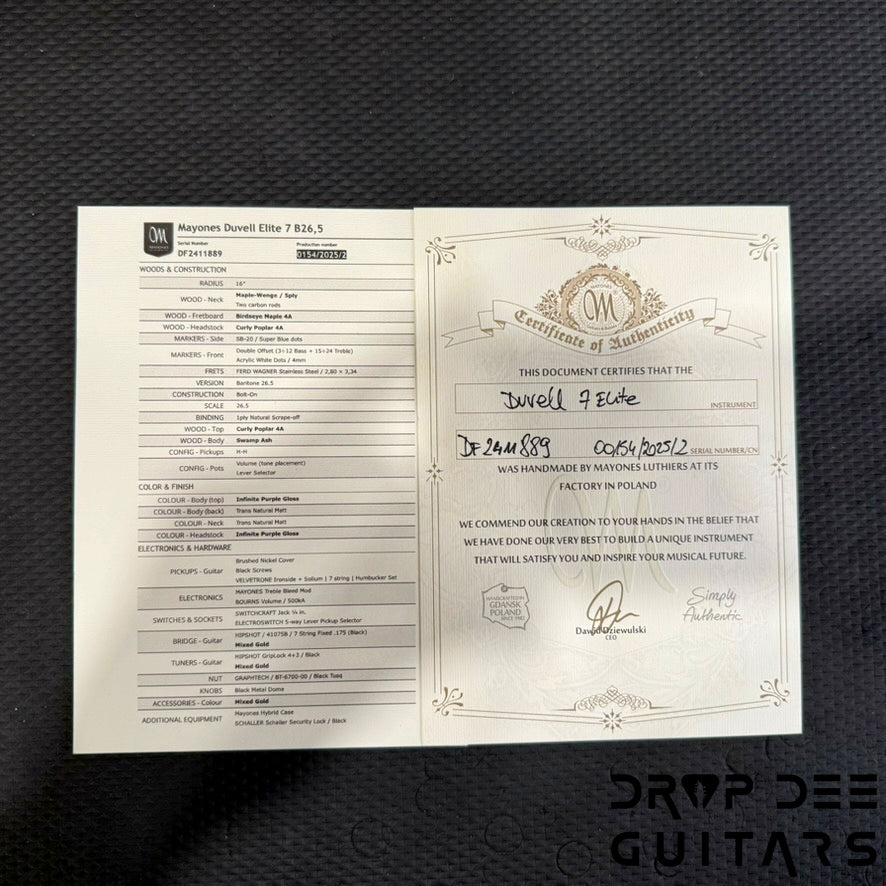 Mayones Duvell Elite 7 B26,5
Serial Number Production number
DF2411889 0154/2025/2
WOODS & CONSTRUCTION
RADIUS 16"
WOOD - Neck Maple-Wenge / 5ply
Two carbon rods
WOOD - Fretboard Birdseye Maple 4A
WOOD - Headstock Curly Poplar 4A
MARKERS - Side SB-20 / Super Blue dots
MARKERS - Front Double Offset (3÷12 Bass + 15÷24 Treble)
Acrylic White Dots / 4mm
FRETS FERD WAGNER Stainless Steel / 2,80 × 3,34
VERSION Baritone 26.5
CONSTRUCTION Bolt-On
SCALE 26.5
BINDING 1ply Natural Scrape-off
WOOD - Top Curly Poplar 4A
WOOD - Body Swamp Ash
CONFIG - Pickups H-H
CONFIG - Pots Volume (tone placement)
Lever Selector
COLOUR & FINISH
COLOUR - Body (top) Infinite Purple Gloss
COLOUR - Body (back) Trans Natural Matt
COLOUR - Neck Trans Natural Matt
COLOUR - Headstock Infinite Purple Gloss
ELECTRONICS & HARDWARE
PICKUPS - Guitar Brushed Nickel Cover
Black Screws
VELVETRONE Ironside + Solium | 7 string | Humbucker Set
ELECTRONICS MAYONES Treble Bleed Mod
BOURNS Volume / 500kA
SWITCHES & SOCKETS SWITCHCRAFT Jack ¼ in.
ELECTROSWITCH 5-way Lever Pickup Selector
BRIDGE - Guitar HIPSHOT / 41075B / 7 String Fixed .175 (Black)
Mixed Gold
TUNERS - Guitar HIPSHOT GripLock 4+3 / Black
Mixed Gold
NUT GRAPHTECH / BT-6700-00 / Black Tusq
KNOBS Black Metal Dome
ACCESSORIES - Colour Mixed Gold
ADDITIONAL EQUIPMENT Mayones Hybrid Case
SCHALLER Schaller Security Lock / Black
MAYONES
Certificate of Authenticity
THIS DOCUMENT CERTIFIES THAT THE
Duvell 7 Elite INSTRUMENT
DF2411889 00154/2025/2 SERIAL NUMBER/CN
WAS HANDMADE BY MAYONES LUTHIERS AT ITS
FACTORY IN POLAND
WE COMMEND OUR CREATION TO YOUR HANDS IN THE BELIEF THAT
WE HAVE DONE OUR VERY BEST TO BUILD A UNIQUE INSTRUMENT
THAT WILL SATISFY YOU AND INSPIRE YOUR MUSICAL FUTURE.
HANDCRAFTED IN
GDANSK
POLAND
SINCE 1982
Dawid Dziewulski
CEO
Simply
Authentic
DROP DEE
GUITARS